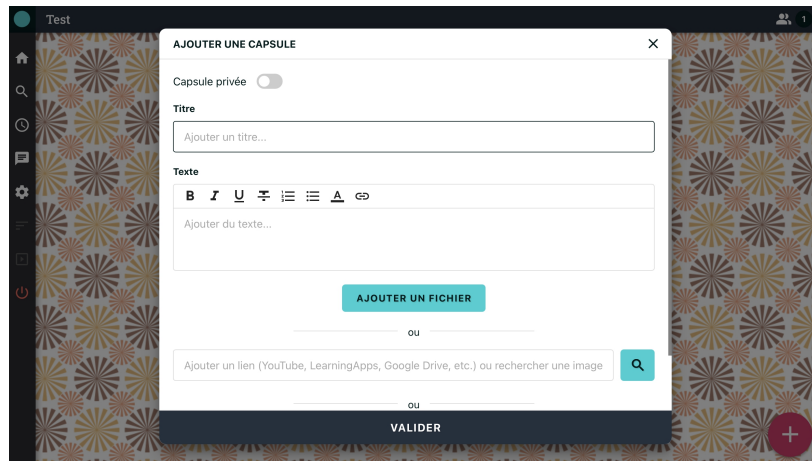 Test
1
AJOUTER UNE CAPSULE
Capsule privée
Titre
Ajouter un titre...
Texte
B I U T A
Ajouter du texte...
AJOUTER UN FICHIER
ou
Ajouter un lien (YouTube, LearningApps, Google Drive, etc.) ou rechercher une image
ou
VALIDER